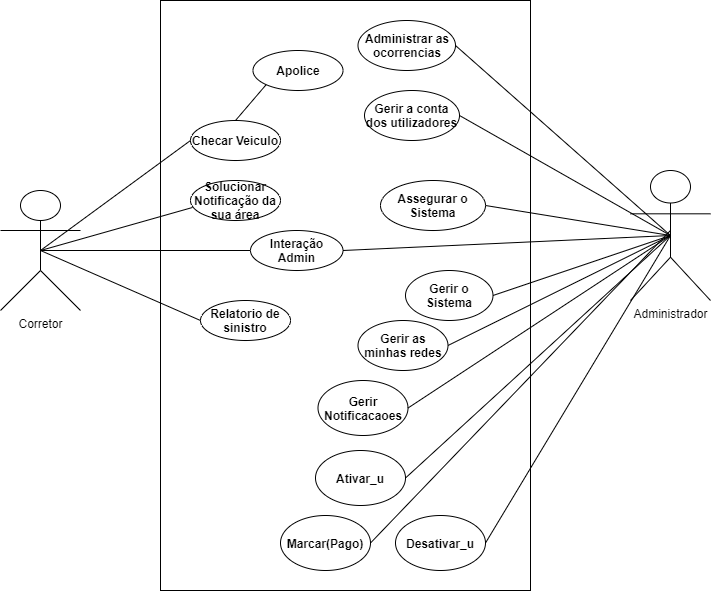 Administrar as
ocorrencias
Apolice
Gerir a conta
dos utilizadores
Checar Veiculo
Solucionar
Notificação da
sua área
Assegurar o
Sistema
Interação
Admin
Gerir o
Sistema
Relatorio de
sinistro
Corretor
Administrador
Gerir as
minhas redes
Gerir
Notificacaoes
Ativar_u
Marcar(Pago)
Desativar_u